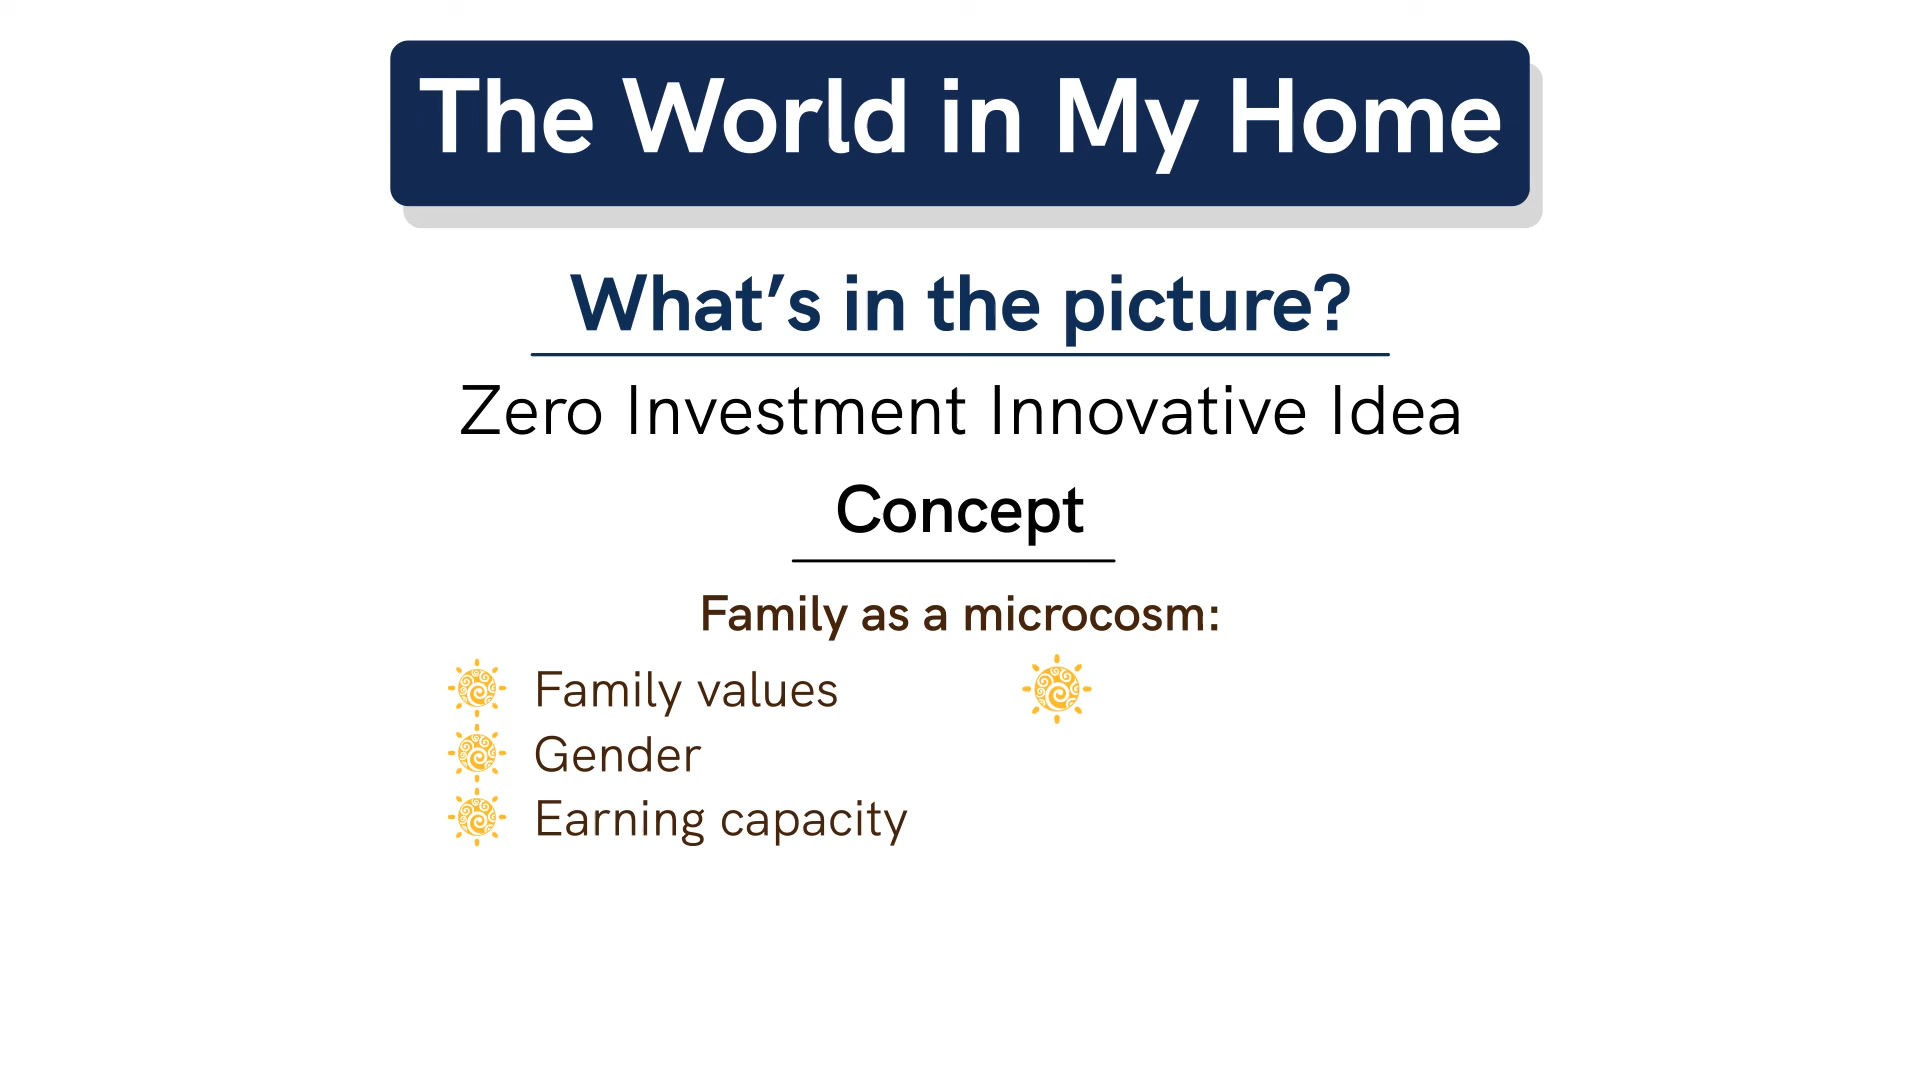 The World in My Home
What’s in the picture?
Zero Investment Innovative Idea
Concept
Family as a microcosm:
Family values
Gender
Earning capacity